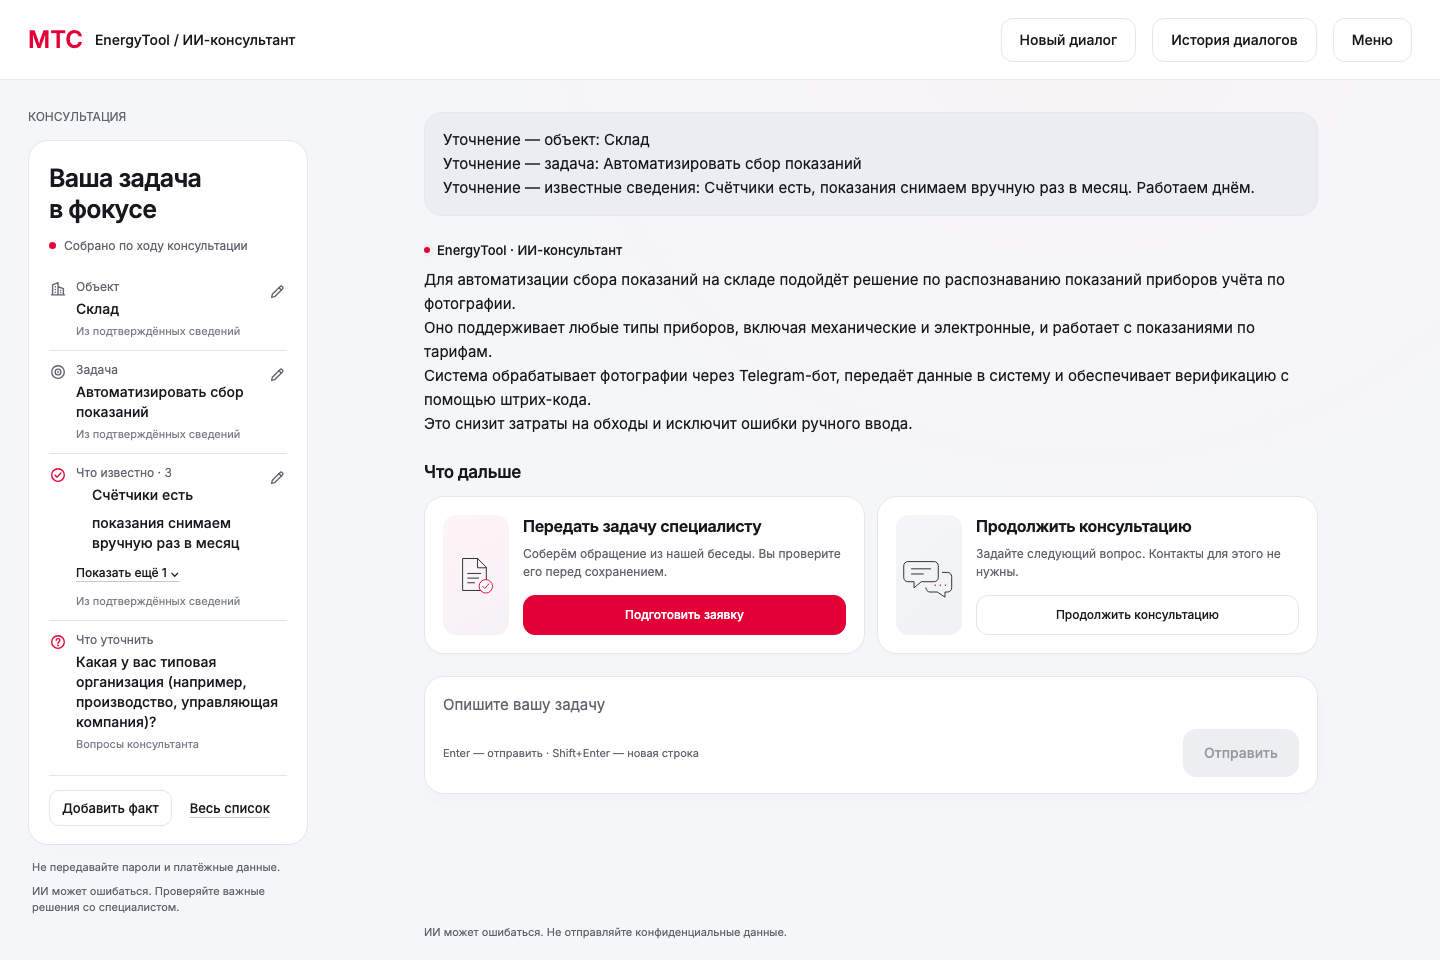 МТС
EnergyTool / ИИ-консультант
Новый диалог
История диалогов
Меню
КОНСУЛЬТАЦИЯ
Ваша задача
в фокусе
Собрано по ходу консультации
Объект
Склад
Из подтверждённых сведений
Задача
Автоматизировать сбор
показаний
Из подтверждённых сведений
Что известно · 3
Счётчики есть
показания снимаем
вручную раз в месяц
Показать ещё 1
Из подтверждённых сведений
Что уточнить
Какая у вас типовая
организация (например,
производство, управляющая
компания)?
Вопросы консультанта
Добавить факт
Весь список
Не передавайте пароли и платёжные данные.
ИИ может ошибаться. Проверяйте важные
решения со специалистом.
Уточнение — объект: Склад
Уточнение — задача: Автоматизировать сбор показаний
Уточнение — известные сведения: Счётчики есть, показания снимаем вручную раз в месяц. Работаем днём.
EnergyTool · ИИ-консультант
Для автоматизации сбора показаний на складе подойдёт решение по распознаванию показаний приборов учёта по
фотографии.
Оно поддерживает любые типы приборов, включая механические и электронные, и работает с показаниями по
тарифам.
Система обрабатывает фотографии через Telegram-бот, передаёт данные в систему и обеспечивает верификацию с
помощью штрих-кода.
Это снизит затраты на обходы и исключит ошибки ручного ввода.
Что дальше
Передать задачу специалисту
Соберём обращение из нашей беседы. Вы проверите
его перед сохранением.
Подготовить заявку
Продолжить консультацию
Задайте следующий вопрос. Контакты для этого не
нужны.
Продолжить консультацию
Опишите вашу задачу
Enter — отправить · Shift+Enter — новая строка
Отправить
ИИ может ошибаться. Не отправляйте конфиденциальные данные.